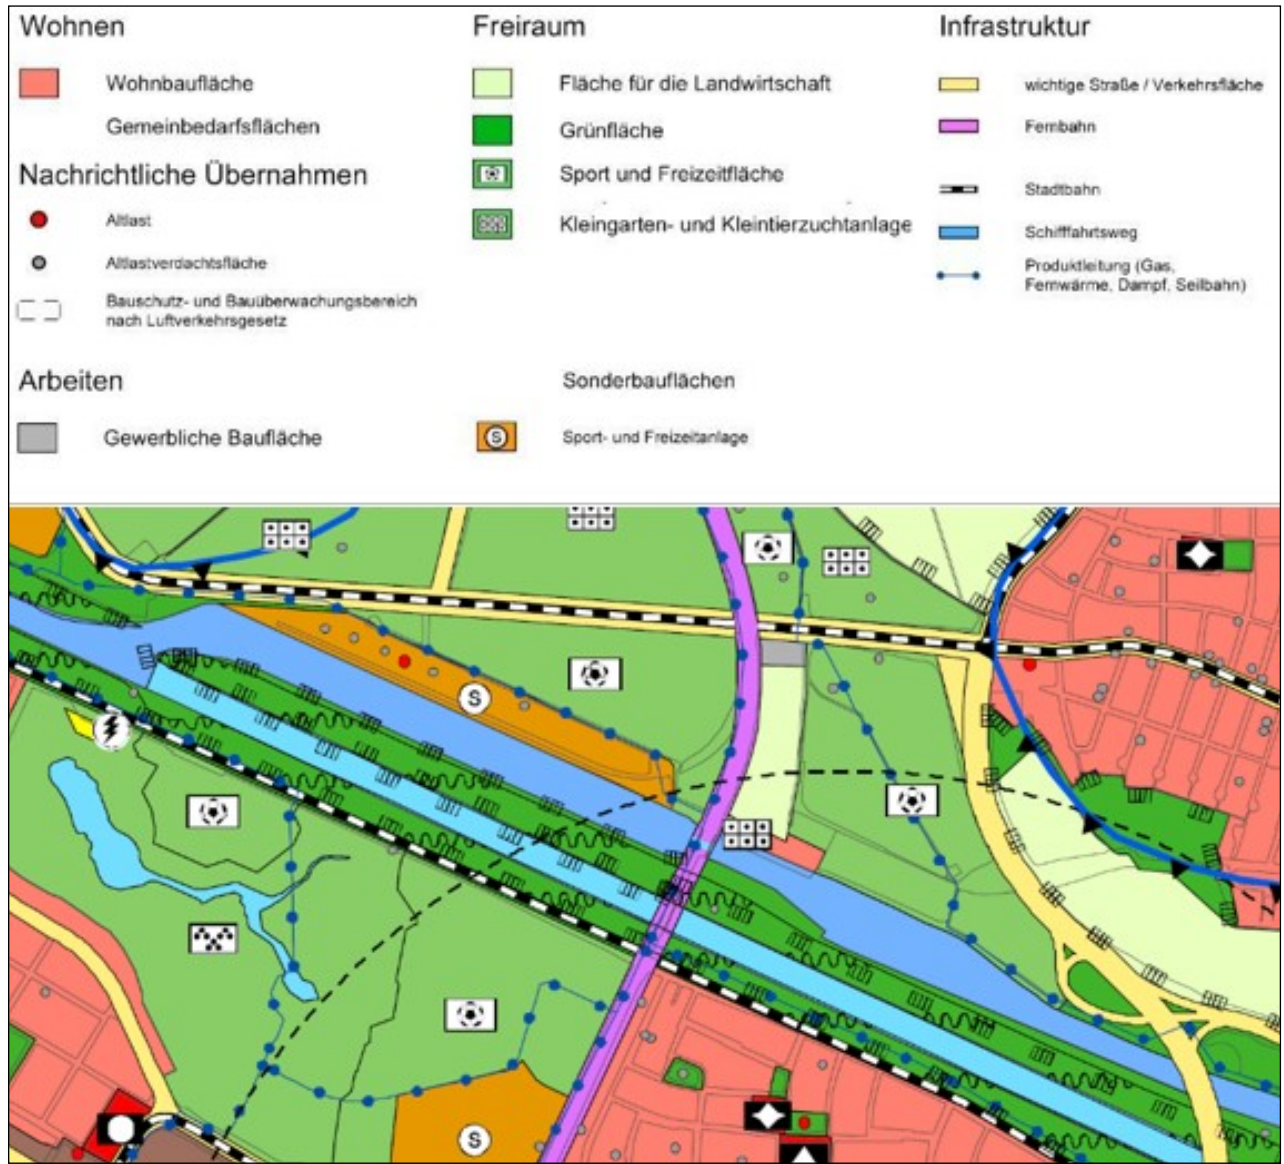 Wohnen
Wohnbaufläche
Gemeinbedarfsflächen
Nachrichtliche Übernahmen
Altlast
Altlastverdachtsfläche
Bauschutz- und Bauüberwachungsbereich
nach Luftverkehrsgesetz
Arbeiten
Gewerbliche Baufläche
Freiraum
Fläche für die Landwirtschaft
Grünfläche
Sport und Freizeitfläche
Kleingarten- und Kleintierzuchtanlage
Sonderbauflächen
S
Sport- und Freizeitanlage
Infrastruktur
wichtige Straße / Verkehrsfläche
Fernbahn
Stadtbahn
Schifffahrtsweg
Produktleitung (Gas,
Fernwärme, Dampf, Seilbahn)
S
S